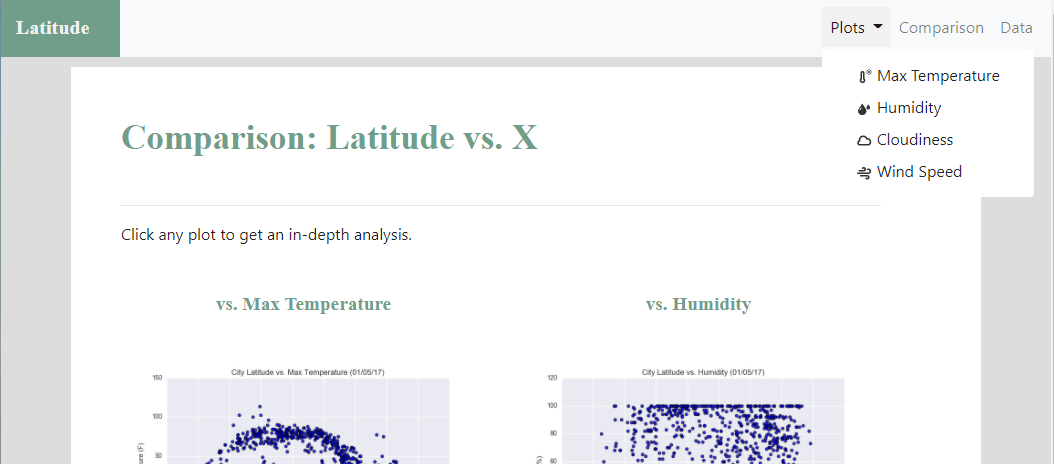 Latitude
Plots Comparison Data
Max Temperature
Humidity
Cloudiness
Wind Speed
Comparison: Latitude vs. X
Click any plot to get an in-depth analysis.
vs. Max Temperature
vs. Humidity
City Latitude vs. Max Temperature (01/05/17)
150
100
50
ure (F)
City Latitude vs. Humidity (01/05/17)
120
100
80
60
%)